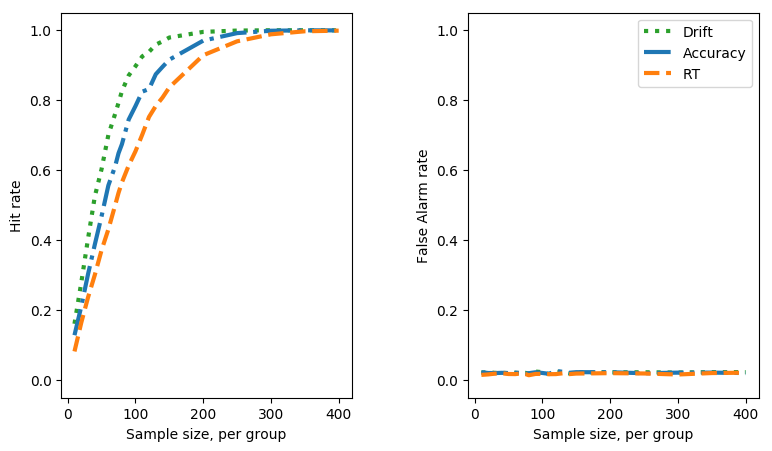 1.0
0.8
0.6
0.4
0.2
0.0
Hit rate
0 100 200 300 400
Sample size, per group
1.0
0.8
0.6
0.4
0.2
0.0
False Alarm rate
0 100 200 300 400
Sample size, per group
Drift
Accuracy
RT